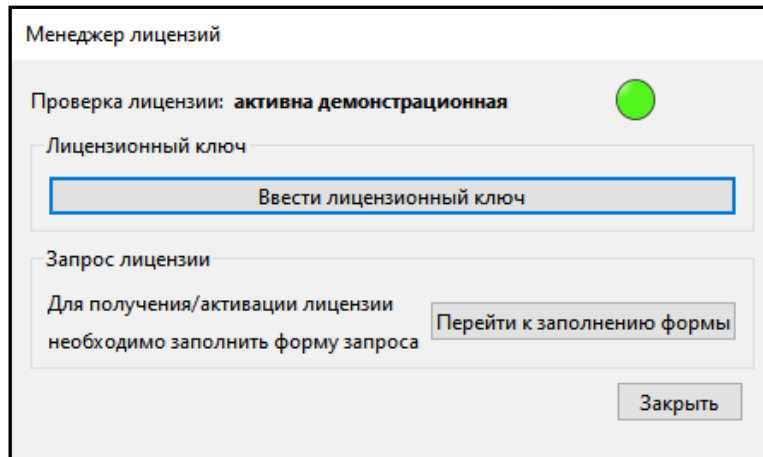 Менеджер лицензий
Проверка лицензии: активна демонстрационная
Лицензионный ключ
Ввести лицензионный ключ
Запрос лицензии
Для получения/активации лицензии
необходимо заполнить форму запроса
Перейти к заполнению формы
Закрыть